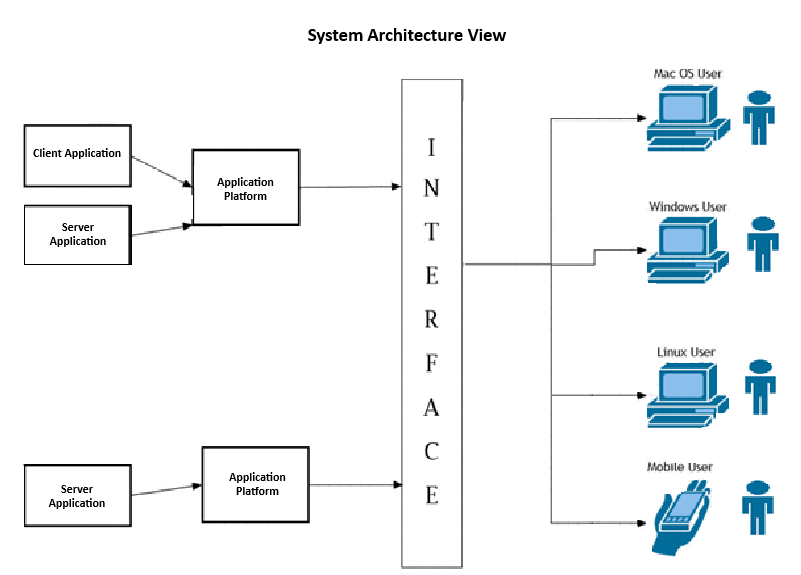 System Architecture View
Client Application
Server
Application
Application
Platform
Server
Application
Application
Platform
INTERFACE
Mac OS User
Windows User
Linux User
Mobile User